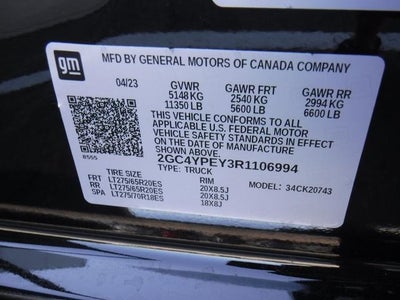 gm
MFD BY GENERAL MOTORS OF CANADA COMPANY
04/23 GVWR GAWR FRT GAWR RR
5148 KG 2540 KG 2994 KG
11350 LB 5600 LB 6600 LB
THIS VEHICLE CONFORMS TO ALL
APPLICABLE U.S. FEDERAL MOTOR
VEHICLE SAFETY STANDARDS IN EFFECT
ON THE DATE OF MANUFACTURE SHOWN ABOVE.
8555 2GC4YPEY3R1106994
TYPE: TRUCK
TIRE SIZE RIM MODEL: 34CK20743
FRT LT275/65R20ES 20X8.5J
RR LT275/65R20ES 20X8.5J
SPA LT275/70R18ES 18X8J